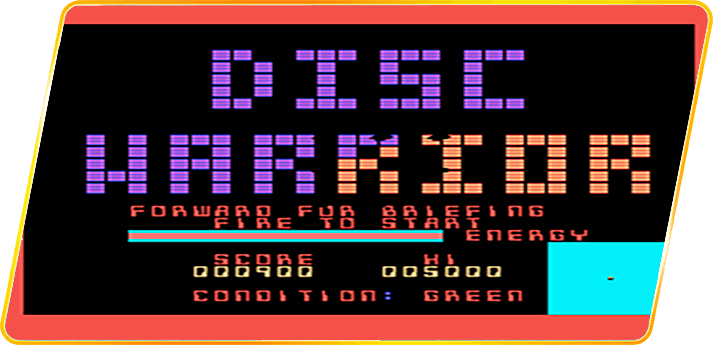 DISC
WARRIOR
FORWARD FOR BRIEFING
FIRE TO START
ENERGY
SCORE HI
000900 005000
CONDITION: GREEN